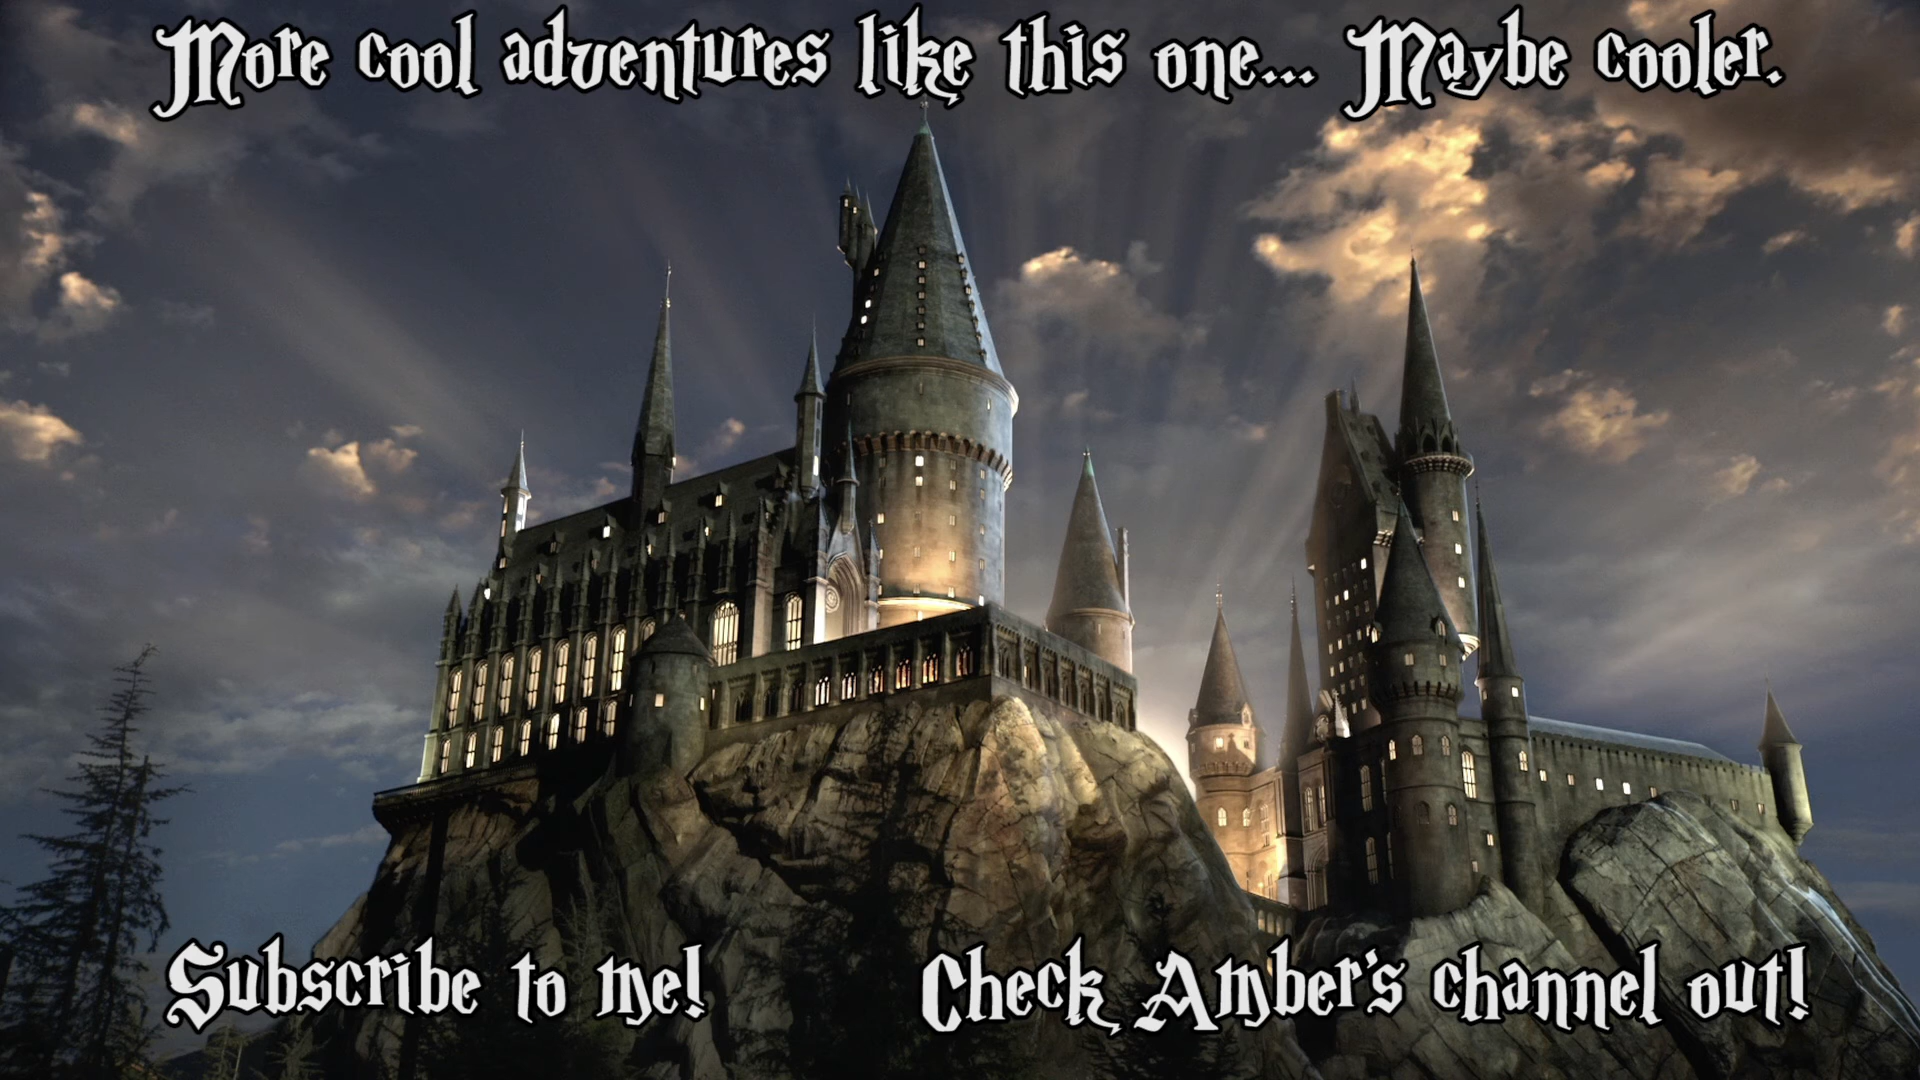 More cool adventures like this one... Maybe cooler.
Subscribe to me!
Check Amber's channel out!